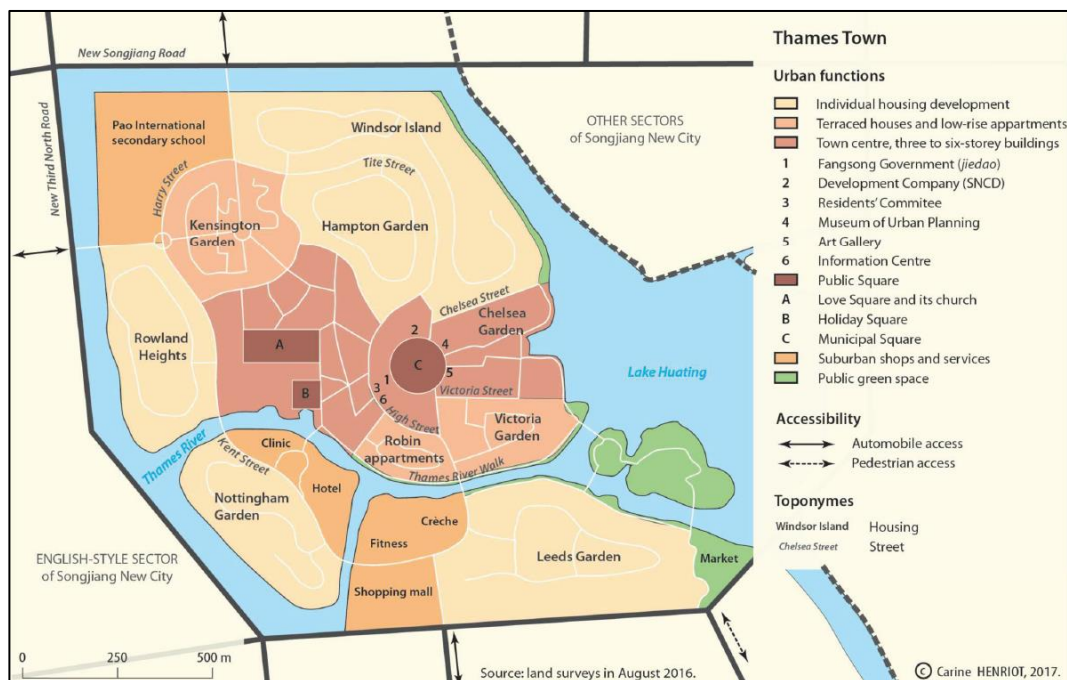 New Songjiang Road
New Third North Road
Pao International
secondary school
Harry Street
Windsor Island
Tite Street
Kensington
Garden
Hampton Garden
OTHER SECTORS
of Songjiang New City
Rowland
Heights
Chelsea Street
Chelsea
Garden
A
B
C
2
4
5
1
3
6
Victoria Street
High Street
Victoria
Garden
Robin
appartments
Thames River Walk
Lake Huating
Thames River
Kent Street
Clinic
Hotel
Nottingham
Garden
Crèche
Fitness
Shopping mall
Leeds Garden
Market
ENGLISH-STYLE SECTOR
of Songjiang New City
0 250 500 m
Source: land surveys in August 2016.
Thames Town
Urban functions
Individual housing development
Terraced houses and low-rise appartments
Town centre, three to six-storey buildings
1 Fangsong Government (jiedao)
2 Development Company (SNCD)
3 Residents' Commitee
4 Museum of Urban Planning
5 Art Gallery
6 Information Centre
Public Square
A Love Square and its church
B Holiday Square
C Municipal Square
Suburban shops and services
Public green space
Accessibility
Automobile access
Pedestrian access
Toponymes
Windsor Island Housing
Chelsea Street Street
© Carine HENRIOT, 2017.